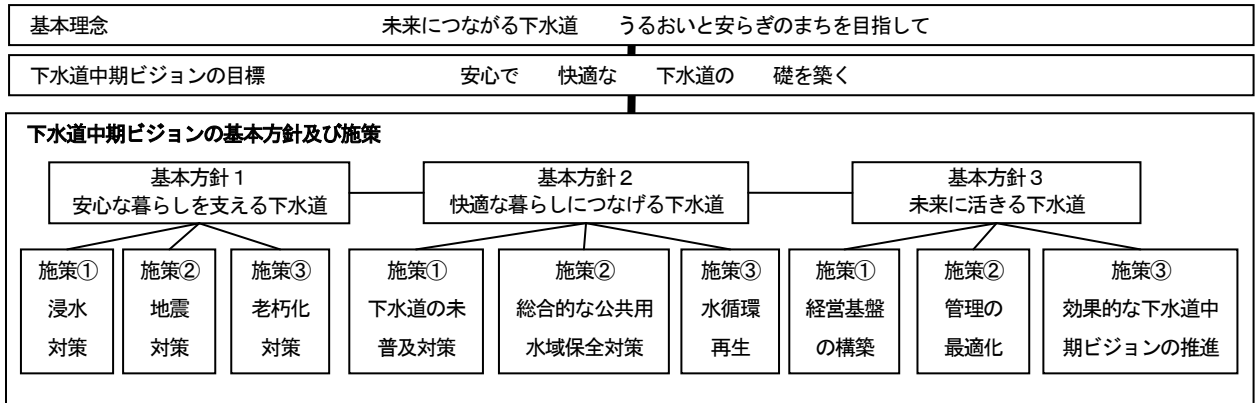 基本理念　未来につながる下水道　うるおいと安らぎのまちを目指して
下水道中期ビジョンの目標　安心で　快適な　下水道の　礎を築く
下水道中期ビジョンの基本方針及び施策
基本方針１
安心な暮らしを支える下水道
基本方針２
快適な暮らしにつなげる下水道
基本方針３
未来に活きる下水道
施策①
浸水
対策
施策②
地震
対策
施策③
老朽化
対策
施策①
下水道の未
普及対策
施策②
総合的な公共用
水域保全対策
施策③
水循環
再生
施策①
経営基盤
の構築
施策②
管理の
最適化
施策③
効果的な下水道中
期ビジョンの推進